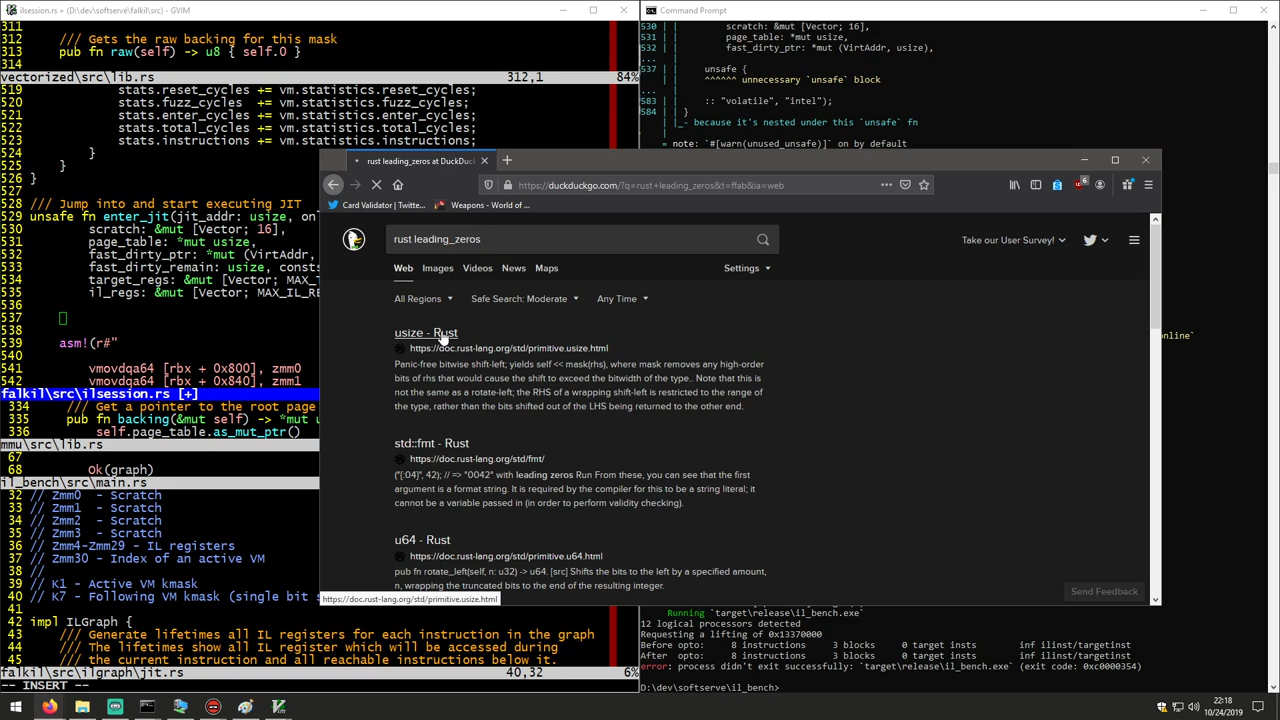 ilsession.rs + (D:\dev\softserve\falkil\src) - GVIM
311
312     /// Gets the raw backing for this mask
313     pub fn raw(self) -> u8 { self.0 }
314
vectorized\src\lib.rs 312,1 84%
519             stats.reset_cycles += vm.statistics.reset_cycles;
520             stats.fuzz_cycles  += vm.statistics.fuzz_cycles;
521             stats.enter_cycles += vm.statistics.enter_cycles;
522             stats.total_cycles += vm.statistics.total_cycles;
523             stats.instructions += vm.statistics.instructions;
524         }
525     }
526 }
527
528 /// Jump into and start executing JIT
529 unsafe fn enter_jit(jit_addr: usize, on
530         scratch: &mut [Vector; 16],
531         page_table: *mut usize,
532         fast_dirty_ptr: *mut (VirtAddr,
533         fast_dirty_remain: usize, consts
534         target_regs: &mut [Vector; MAX_T
535         il_regs: &mut [Vector; MAX_IL_RE
536
537
538
539     asm!(r#"
540
541         vmovdqa64 [rbx + 0x800], zmm0
542         vmovdqa64 [rbx + 0x840], zmm1
falkil\src\ilsession.rs [+]
334     /// Get a pointer to the root page
335     pub fn backing(&mut self) -> *mut u
336         self.page_table.as_mut_ptr()
mmu\src\lib.rs
67
68         Ok(graph)
il_bench\src\main.rs
32 // Zmm0  - Scratch
33 // Zmm1  - Scratch
34 // Zmm2  - Scratch
35 // Zmm3  - Scratch
36 // Zmm4-Zmm29 - IL registers
37 // Zmm30 - Index of an active VM
38
39 // K1 - Active VM kmask
40 // K7 - Following VM kmask (single bit s
41
42 impl ILGraph {
43     /// Generate lifetimes all IL registers for each instruction in the graph
44     /// The lifetimes show all IL register which will be accessed during
45     /// the current instruction and all reachable instructions below it.
falkil\src\ilgraph\jit.rs 40,32 6%
-- INSERT --
Command Prompt
530 | |         scratch: &mut [Vector; 16],
531 | |         page_table: *mut usize,
532 | |         fast_dirty_ptr: *mut (VirtAddr, usize),
...   |
537 | |     unsafe {
    | |     ^^^^^^ unnecessary `unsafe` block
...   |
583 | |         :: "volatile", "intel");
584 | | }
    | |_- because it's nested under this `unsafe` fn
    |
    = note: `#[warn(unused_unsafe)]` on by default
rust leading_zeros at DuckDuc
https://duckduckgo.com/?q=rust+leading_zeros&t=ffab&ia=web
6
Card Validator | Twitte...
Weapons - World of ...
rust leading_zeros
Take our User Survey!
Web Images Videos News Maps Settings
All Regions Safe Search: Moderate Any Time
usize - Rust
https://doc.rust-lang.org/std/primitive.usize.html
Panic-free bitwise shift-left; yields self << mask(rhs), where mask removes any high-order
bits of rhs that would cause the shift to exceed the bitwidth of the type.. Note that this is
not the same as a rotate-left; the RHS of a wrapping shift-left is restricted to the range of
the type, rather than the bits shifted out of the LHS being returned to the other end.
std::fmt - Rust
https://doc.rust-lang.org/std/fmt/
("{:04}", 42); // => "0042" with leading zeros Run From these, you can see that the first
argument is a format string. It is required by the compiler for this to be a string literal; it
cannot be a variable passed in (in order to perform validity checking).
u64 - Rust
https://doc.rust-lang.org/std/primitive.u64.html
pub fn rotate_left(self, n: u32) -> u64. [src] Shifts the bits to the left by a specified amount,
n, wrapping the truncated bits to the end of the resulting integer.
Send Feedback
https://doc.rust-lang.org/std/primitive.usize.html
online`
Running `target\release\il_bench.exe`
12 logical processors detected
Requesting a lifting of 0x13370000
Before opto:    8 instructions    3 blocks    0 target insts    inf ilinst/targetinst
After  opto:    8 instructions    3 blocks    0 target insts    inf ilinst/targetinst
error: process didn't exit successfully: `target\release\il_bench.exe` (exit code: 0xc0000354)
D:\dev\softserve\il_bench>
22:18
10/24/2019